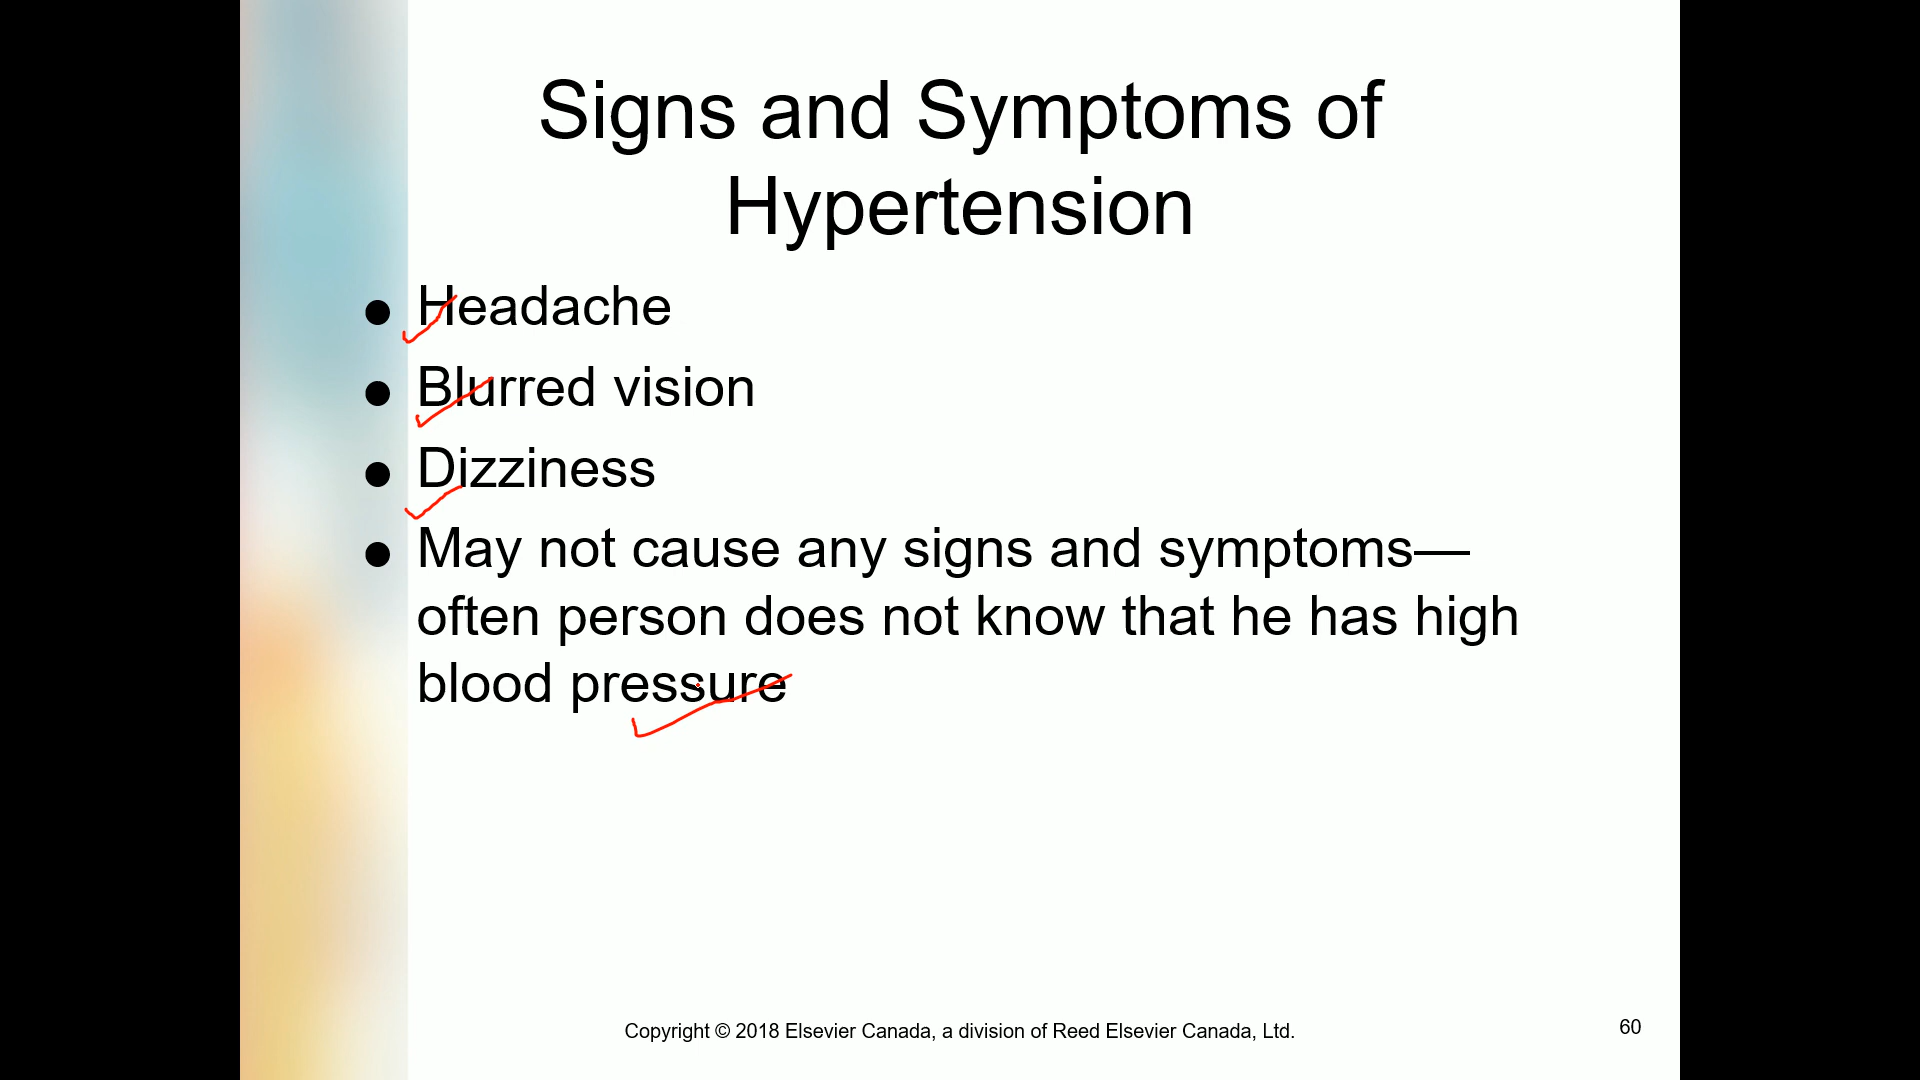 Signs and Symptoms of
Hypertension
● Headache
● Blurred vision
● Dizziness
● May not cause any signs and symptoms—
often person does not know that he has high
blood pressure
Copyright © 2018 Elsevier Canada, a division of Reed Elsevier Canada, Ltd.
60